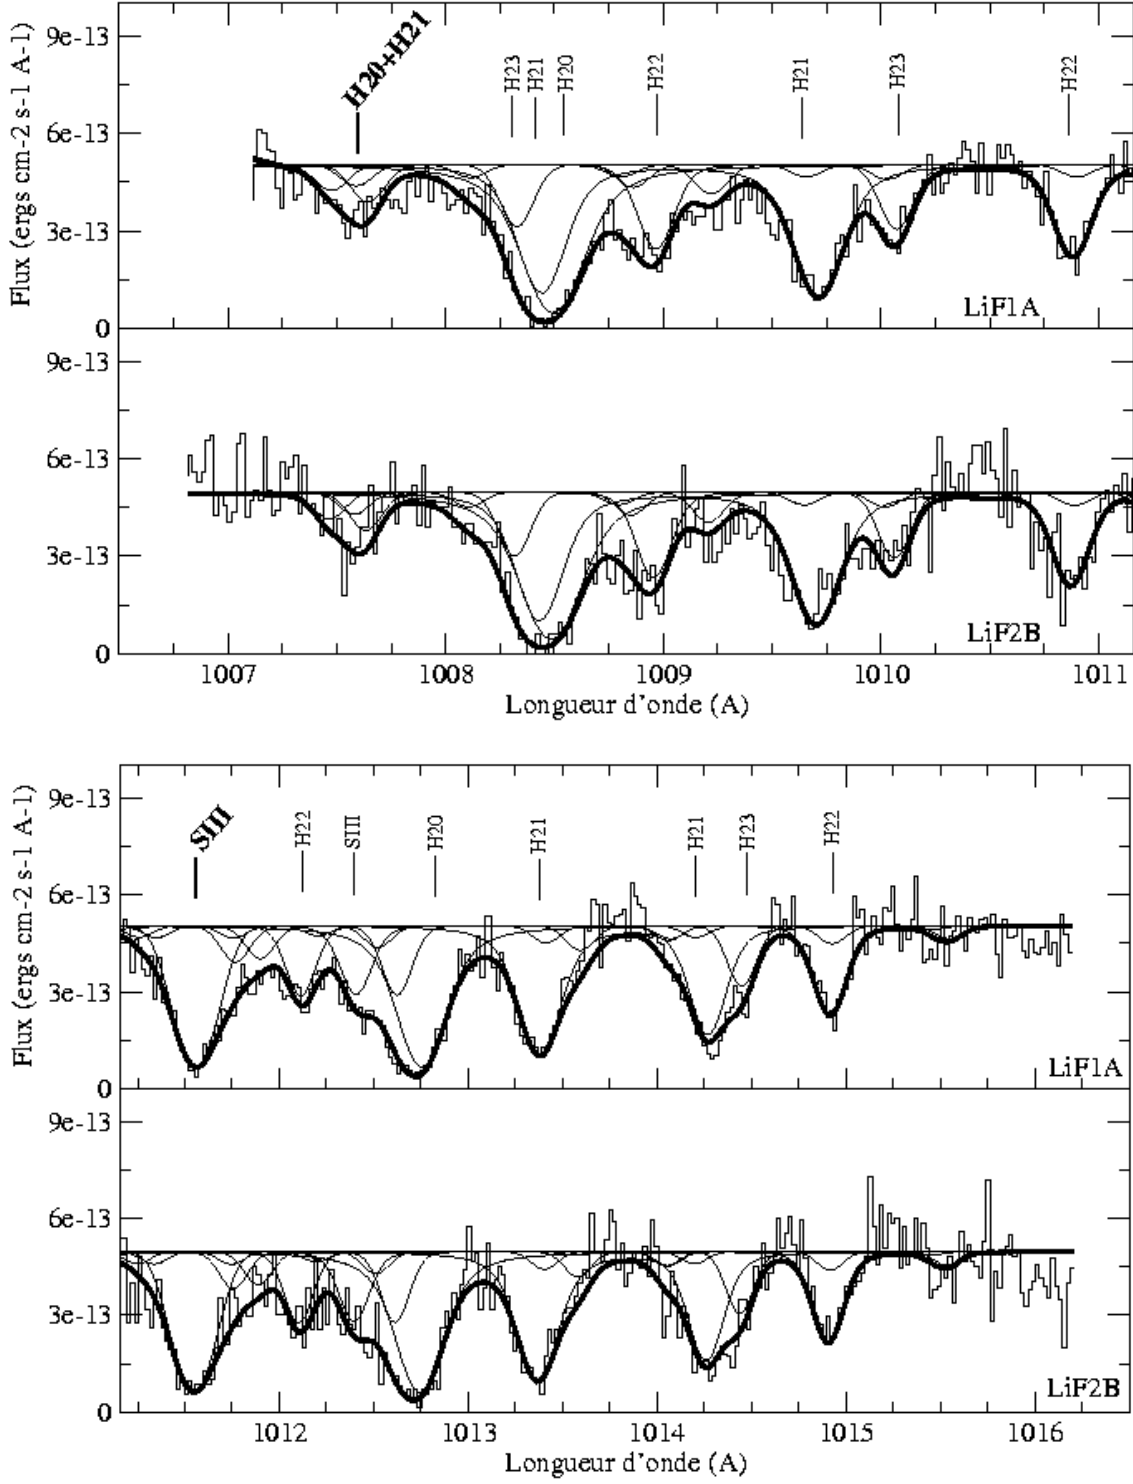 Flux (ergs cm-2 s-1 A-1)
9e-13
6e-13
3e-13
0
H20+H21
H23
H21
H20
H22
H21
H23
H22
LiF1A
9e-13
6e-13
3e-13
0
LiF2B
1007 1008 1009 1010 1011
Longueur d'onde (A)
Flux (ergs cm-2 s-1 A-1)
9e-13
6e-13
3e-13
0
SIII
H22
SIII
H20
H21
H21
H23
H22
LiF1A
9e-13
6e-13
3e-13
0
LiF2B
1012 1013 1014 1015 1016
Longueur d'onde (A)